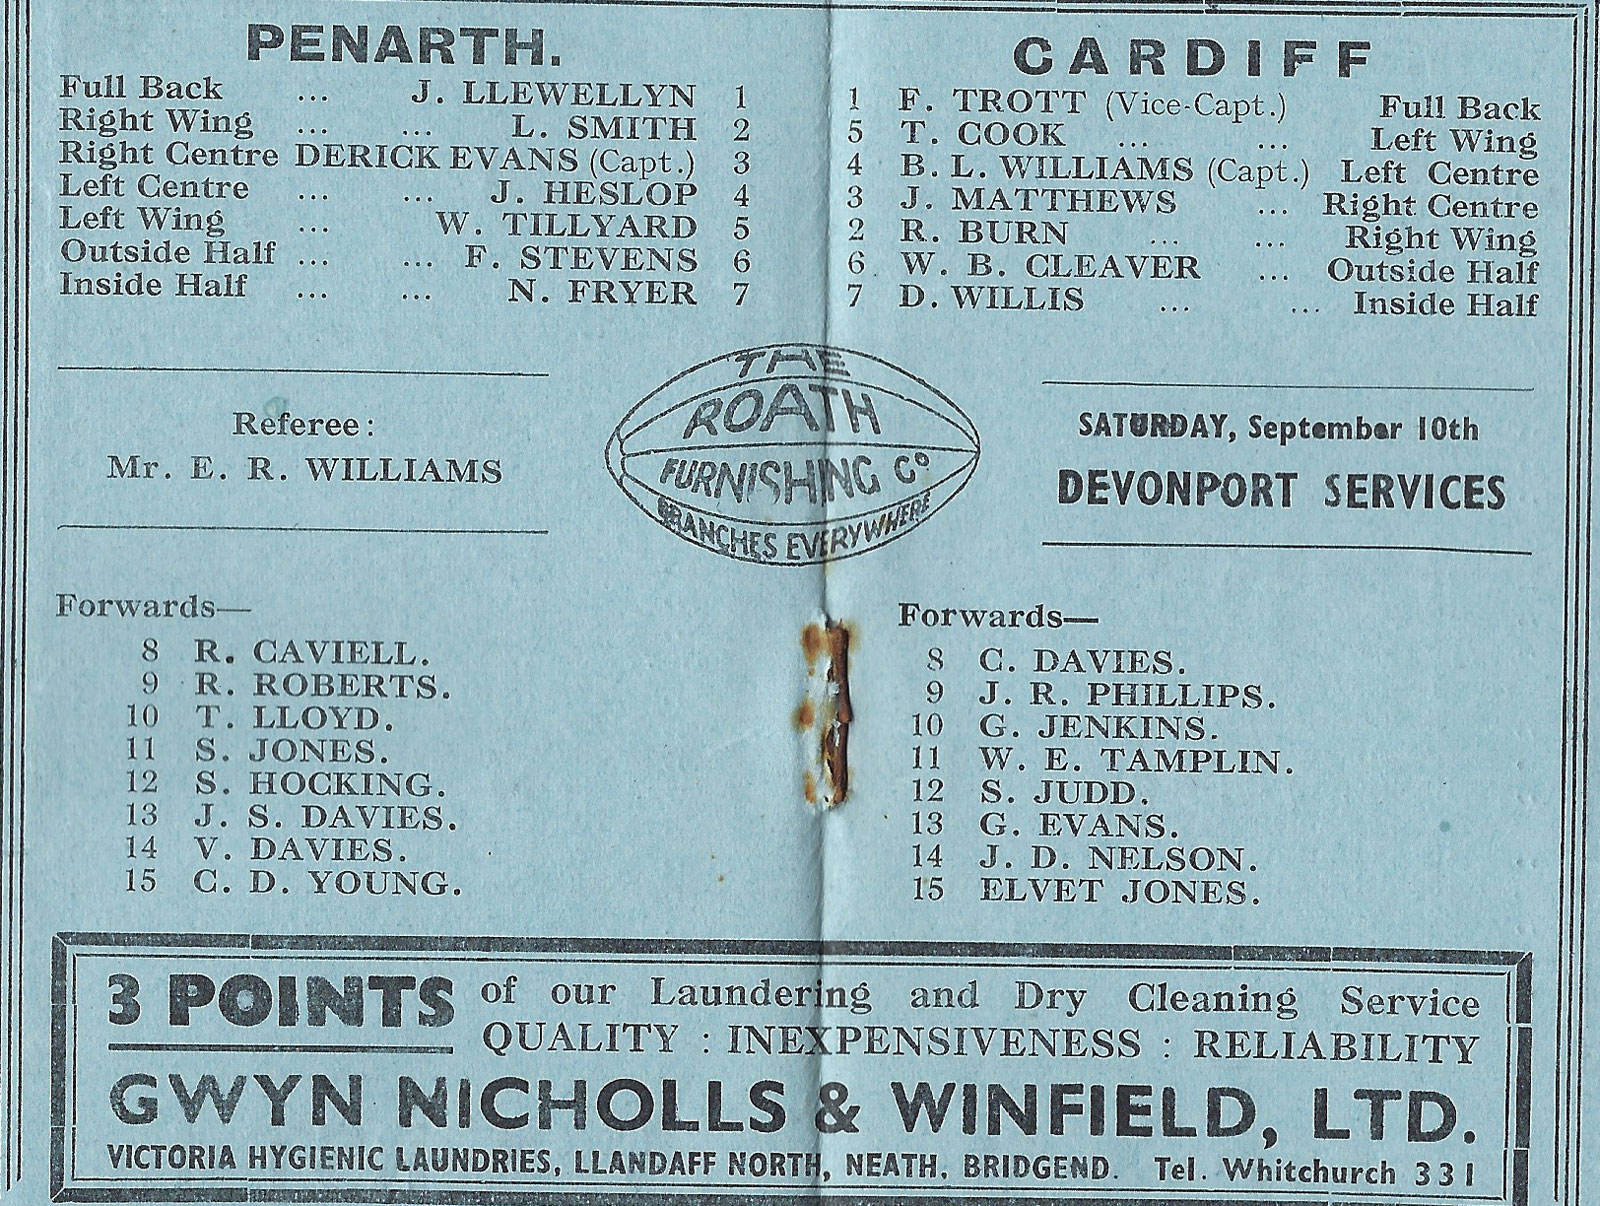 PENARTH.
Full Back ... J. LLEWELLYN 1
Right Wing ... ... L. SMITH 2
Right Centre DERICK EVANS (Capt.) 3
Left Centre ... ... J. HESLOP 4
Left Wing ... W. TILLYARD 5
Outside Half ... ... F. STEVENS 6
Inside Half ... ... N. FRYER 7
CARDIFF
1 F. TROTT (Vice-Capt.) Full Back
5 T. COOK ... ... Left Wing
4 B. L. WILLIAMS (Capt.) Left Centre
3 J. MATTHEWS ... Right Centre
2 R. BURN ... ... Right Wing
6 W. B. CLEAVER ... Outside Half
7 D. WILLIS ... ... Inside Half
Referee:
Mr. E. R. WILLIAMS
THE
ROATH
FURNISHING Co
BRANCHES EVERYWHERE
SATURDAY, September 10th
DEVONPORT SERVICES
Forwards—
8 R. CAVIELL.
9 R. ROBERTS.
10 T. LLOYD.
11 S. JONES.
12 S. HOCKING.
13 J. S. DAVIES.
14 V. DAVIES.
15 C. D. YOUNG.
Forwards—
8 C. DAVIES.
9 J. R. PHILLIPS.
10 G. JENKINS.
11 W. E. TAMPLIN.
12 S. JUDD.
13 G. EVANS.
14 J. D. NELSON.
15 ELVET JONES.
3 POINTS of our Laundering and Dry Cleaning Service
QUALITY : INEXPENSIVENESS : RELIABILITY
GWYN NICHOLLS & WINFIELD, LTD.
VICTORIA HYGIENIC LAUNDRIES, LLANDAFF NORTH, NEATH, BRIDGEND. Tel. Whitchurch 331